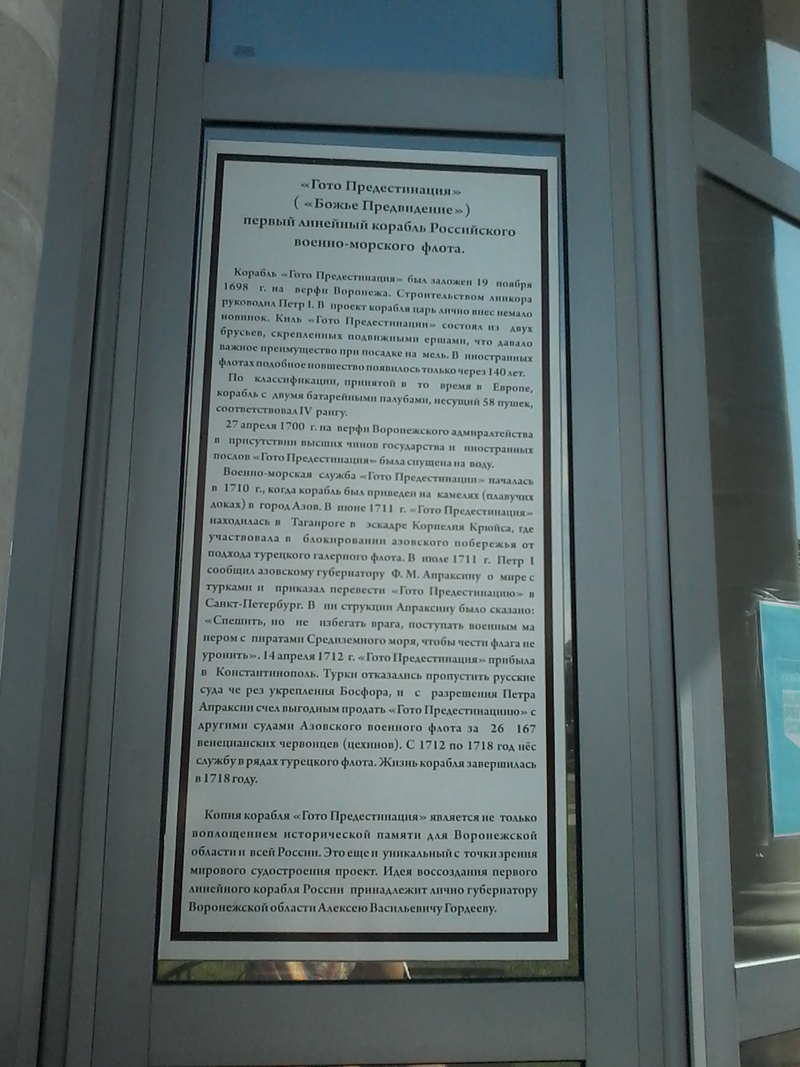 «Гото Предестинация»
( «Божье Предвидение»)
первый линейный корабль Российского
военно-морского флота.
Корабль «Гото Предестинация» был заложен 19 ноября
1698 г. на верфи Воронежа. Строительством линкора
руководил Петр I. В проект корабля царь лично внес немало
новинок. Киль «Гото Предестинации» состоял из двух
брусьев, скрепленных подвижными ершами, что давало
важное преимущество при посадке на мель. В иностранных
флотах подобное новшество появилось только через 140 лет.
По классификации, принятой в то время в Европе,
корабль с двумя батарейными палубами, несущий 58 пушек,
соответствовал IV рангу.
27 апреля 1700 г. на верфи Воронежского адмиралтейства
в присутствии высших чинов государства и иностранных
послов «Гото Предестинация» была спущена на воду.
Военно-морская служба «Гото Предестинации» началась
в 1710 г., когда корабль был приведен на камелях (плавучих
доках) в город Азов. В июне 1711 г. «Гото Предестинация»
находилась в Таганроге в эскадре Корнелия Крюйса, где
участвовала в блокировании азовского побережья от
подхода турецкого галерного флота. В июле 1711 г. Петр I
сообщил азовскому губернатору Ф. М. Апраксину о мире с
турками и приказал перевести «Гото Предестинацию» в
Санкт-Петербург. В ин струкции Апраксину было сказано:
«Спешить, но не избегать врага, поступать военным ма
нером с пиратами Средиземного моря, чтобы чести флага не
уронить». 14 апреля 1712 г. «Гото Предестинация» прибыла
в Константинополь. Турки отказались пропустить русские
суда че рез укрепления Босфора, и с разрешения Петра
Апраксин счел выгодным продать «Гото Предестинациию» с
другими судами Азовского военного флота за 26 167
венецианских червонцев (цехинов). С 1712 по 1718 год нёс
службу в рядах турецкого флота. Жизнь корабля завершилась
в 1718 году.
Копия корабля «Гото Предестинация» является не только
воплощением исторической памяти для Воронежской
области и всей России. Это еще и уникальный с точки зрения
мирового судостроения проект. Идея воссоздания первого
линейного корабля России принадлежит лично губернатору
Воронежской области Алексею Васильевичу Гордееву.